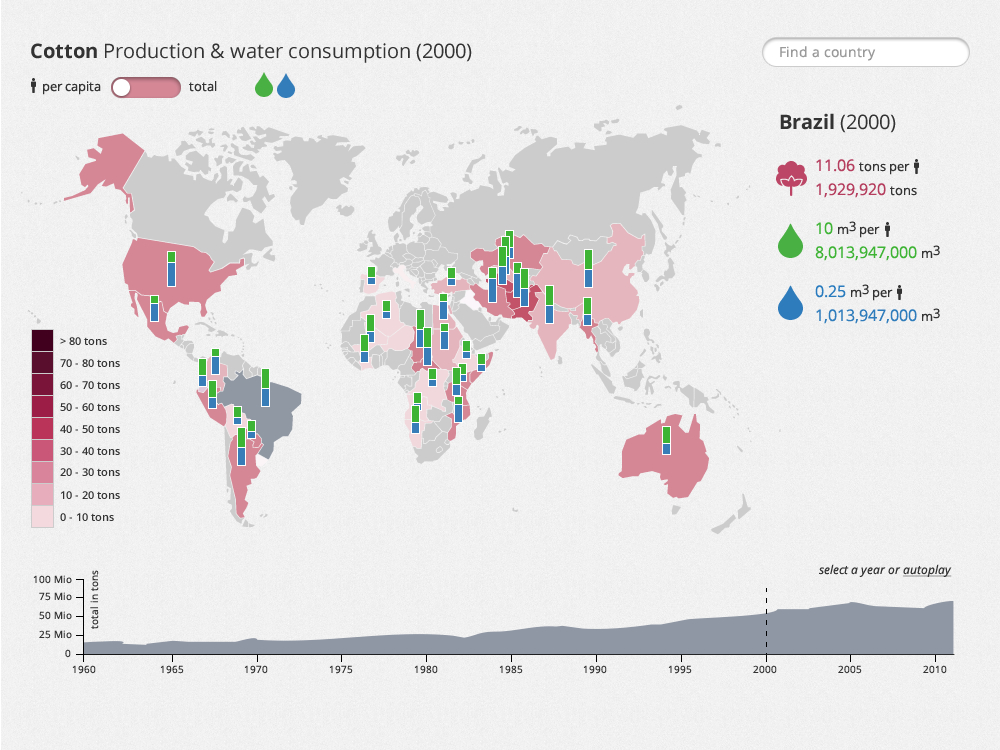 Cotton Production & water consumption (2000)
Find a country
per capita total
Brazil (2000)
11.06 tons per
1,929,920 tons
10 m3 per
8,013,947,000 m3
0.25 m3 per
1,013,947,000 m3
> 80 tons
70 - 80 tons
60 - 70 tons
50 - 60 tons
40 - 50 tons
30 - 40 tons
20 - 30 tons
10 - 20 tons
0 - 10 tons
select a year or autoplay
total in tons
100 Mio
75 Mio
50 Mio
25 Mio
0
1960 1965 1970 1975 1980 1985 1990 1995 2000 2005 2010